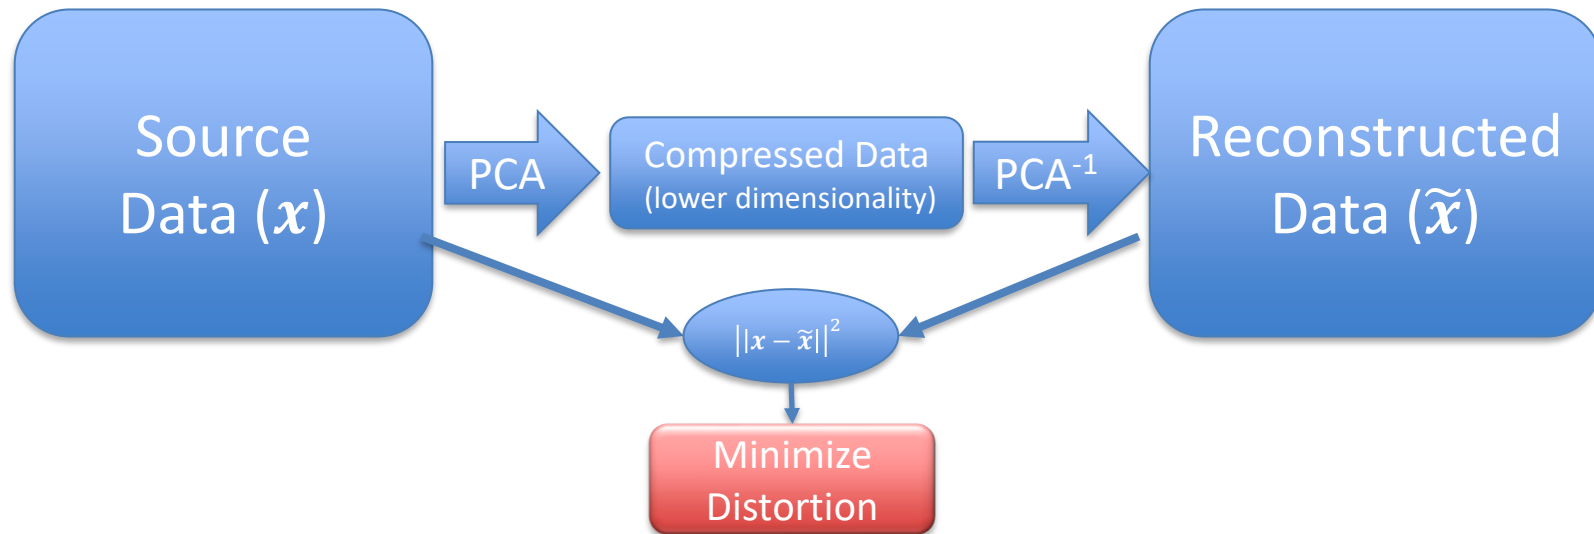 Source
Data (𝒙)
PCA
Compressed Data
(lower dimensionality)
PCA⁻¹
Reconstructed
Data (𝒙̃)
||𝒙 − 𝒙̃||²
Minimize
Distortion